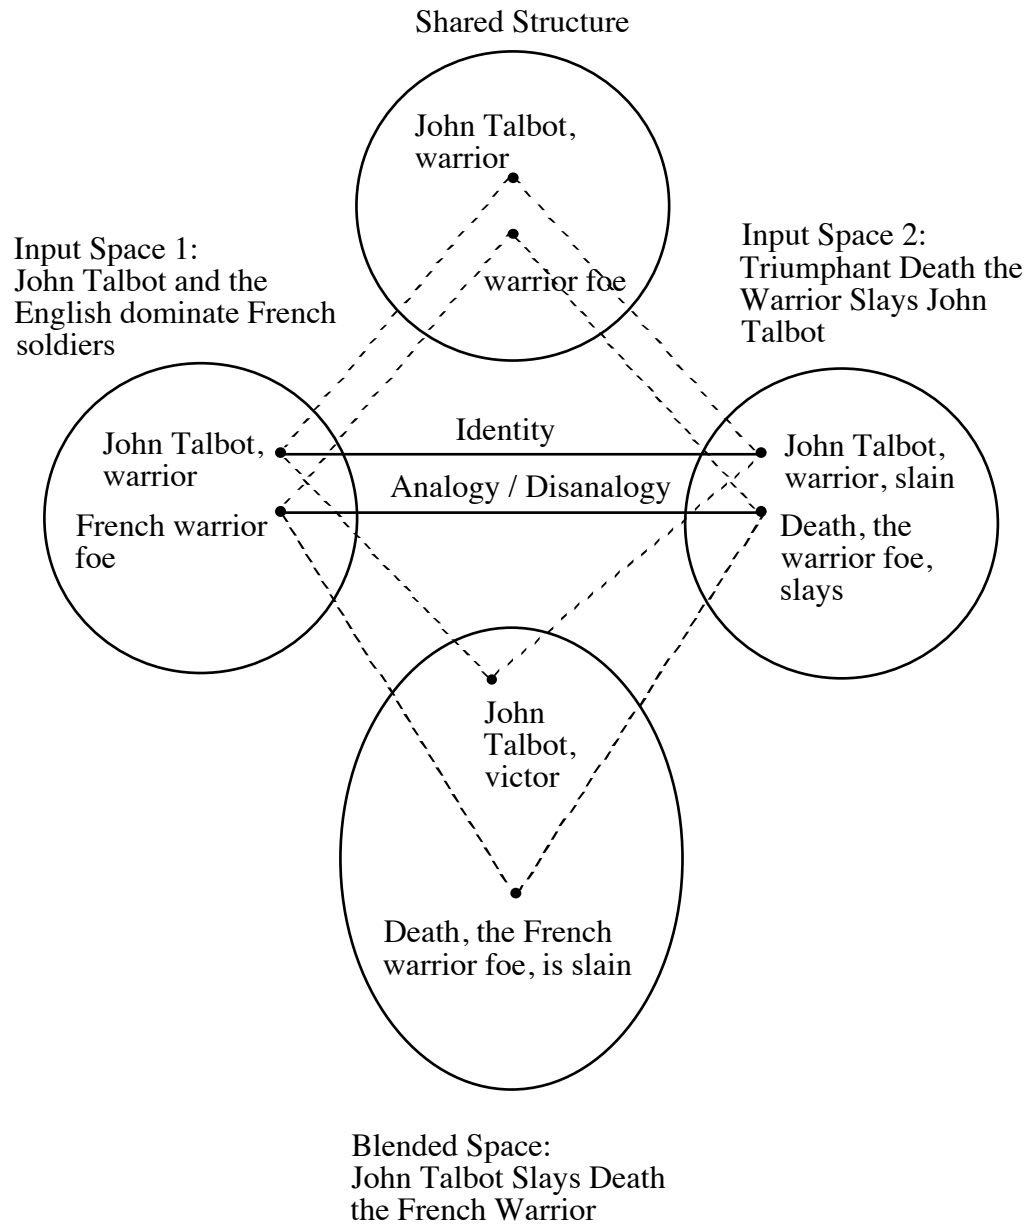 Shared Structure
John Talbot,
warrior
warrior foe
Input Space 1:
John Talbot and the
English dominate French
soldiers
Input Space 2:
Triumphant Death the
Warrior Slays John
Talbot
John Talbot,
warrior
French warrior
foe
Identity
Analogy / Disanalogy
John Talbot,
warrior, slain
Death, the
warrior foe,
slays
John
Talbot,
victor
Death, the French
warrior foe, is slain
Blended Space:
John Talbot Slays Death
the French Warrior